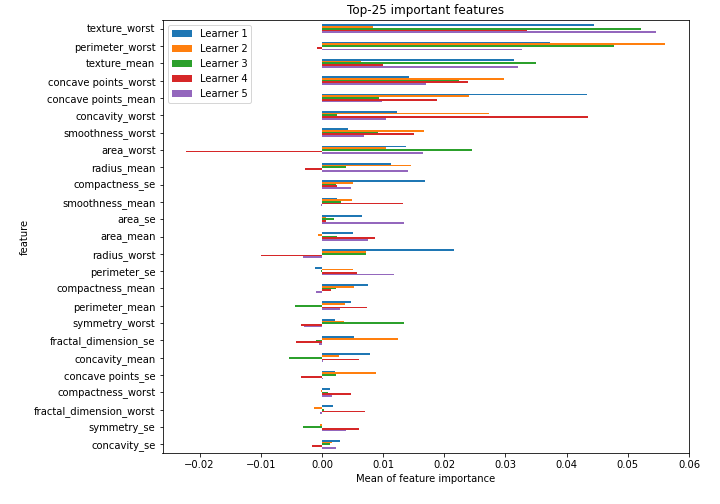 Top-25 important features
Learner 1
Learner 2
Learner 3
Learner 4
Learner 5
feature
texture_worst
perimeter_worst
texture_mean
concave points_worst
concave points_mean
concavity_worst
smoothness_worst
area_worst
radius_mean
compactness_se
smoothness_mean
area_se
area_mean
radius_worst
perimeter_se
compactness_mean
perimeter_mean
symmetry_worst
fractal_dimension_se
concavity_mean
concave points_se
compactness_worst
fractal_dimension_worst
symmetry_se
concavity_se
−0.02 −0.01 0.00 0.01 0.02 0.03 0.04 0.05 0.06
Mean of feature importance